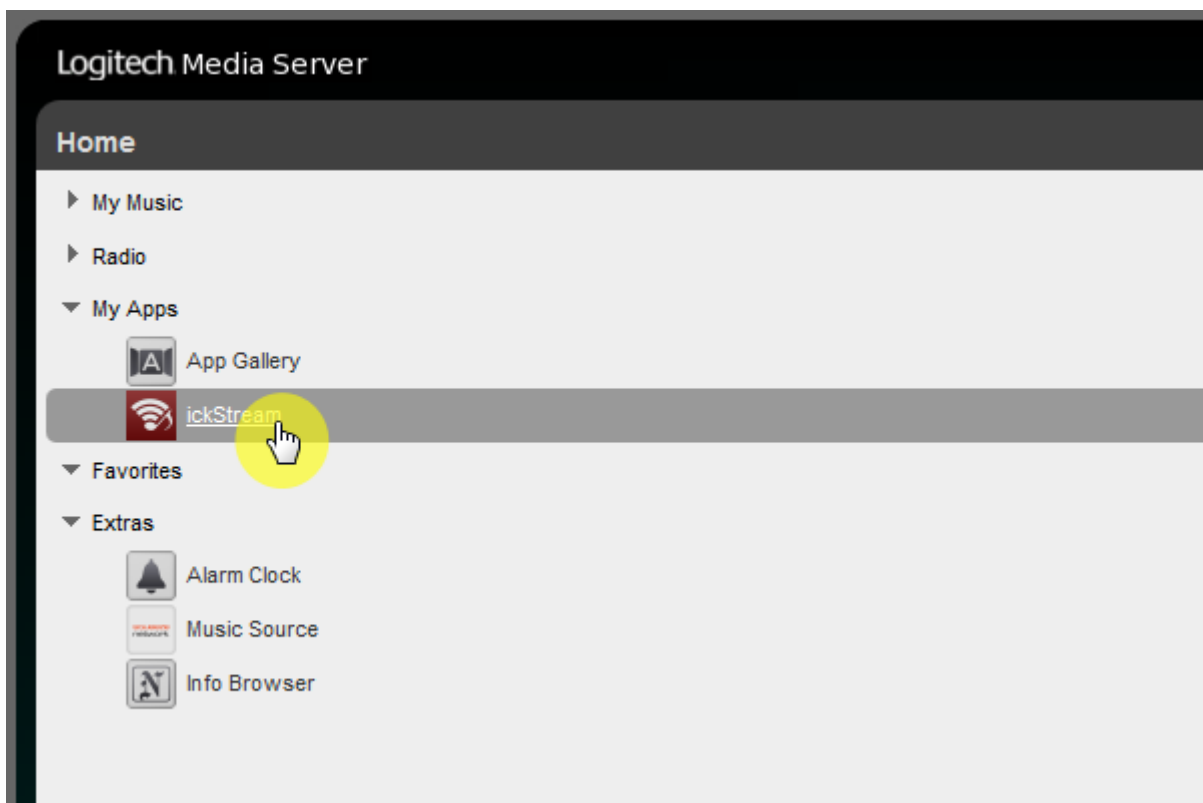 Logitech Media Server
Home
My Music
Radio
My Apps
A
App Gallery
ickStream
Favorites
Extras
Alarm Clock
Music Source
N
Info Browser